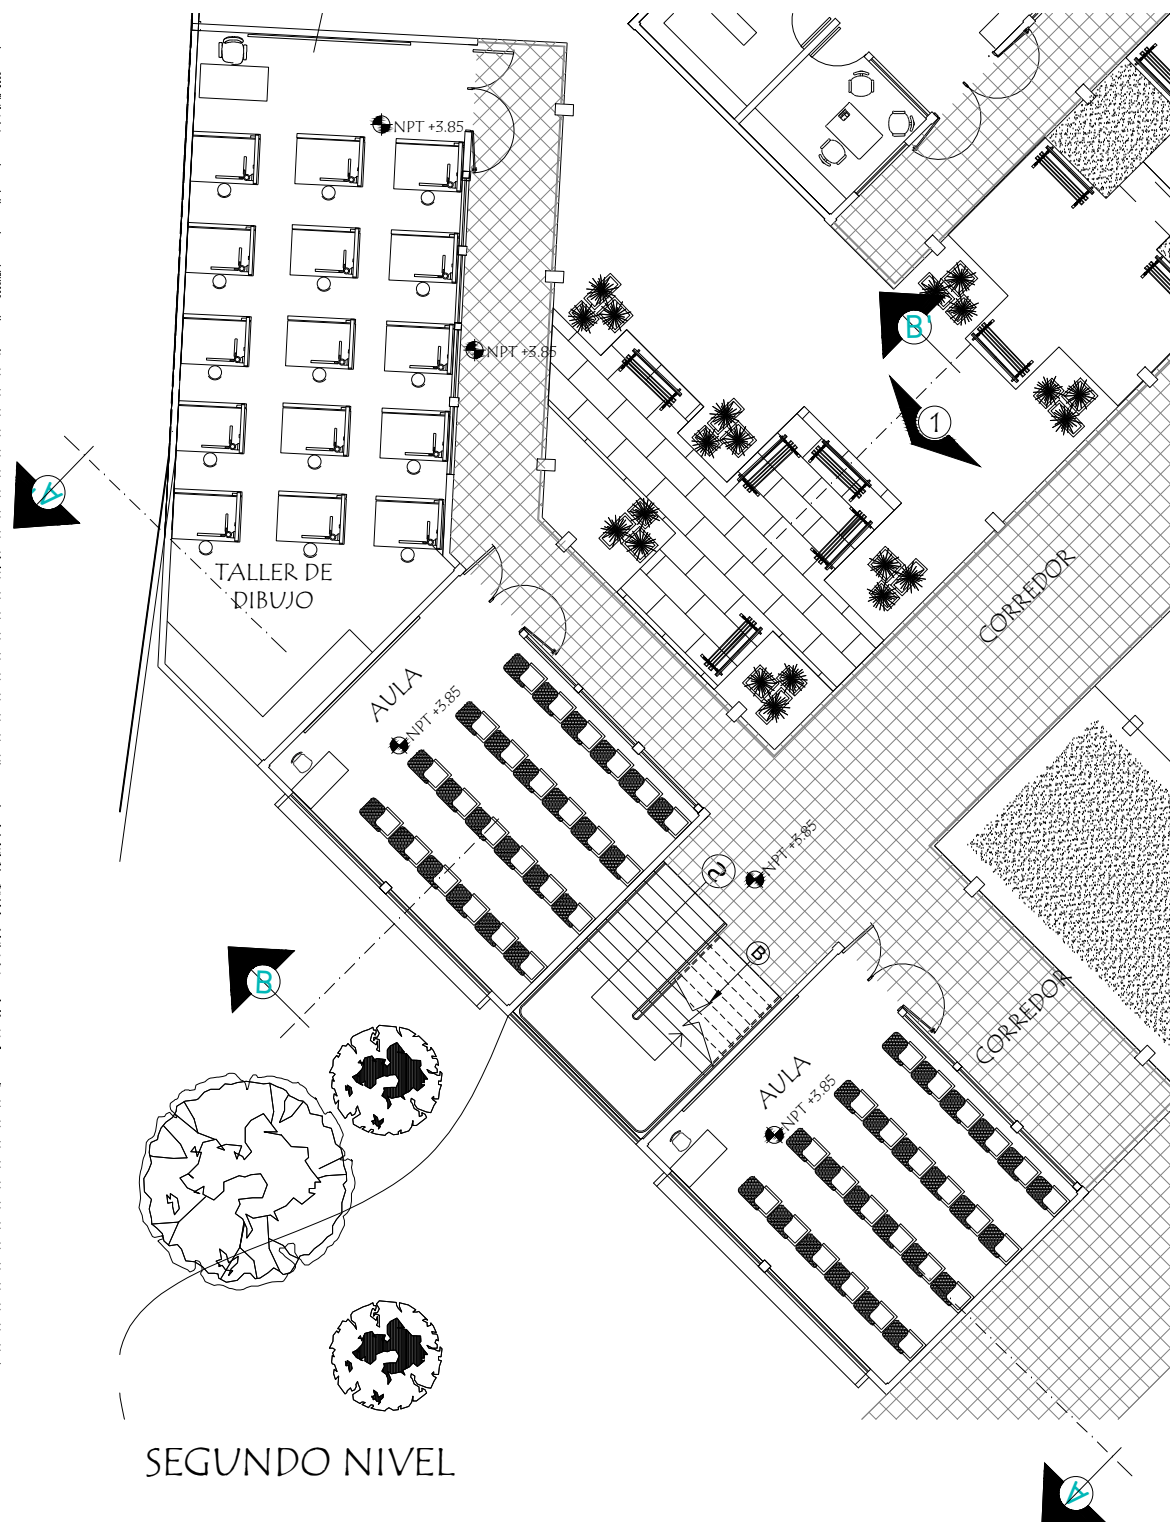 NPT +3.85
B'
NPT +3.85
1
A
TALLER DE
DIBUJO
CORREDOR
AULA
NPT +3.85
NPT +3.85
2
B
B
CORREDOR
AULA
NPT +3.85
SEGUNDO NIVEL
A